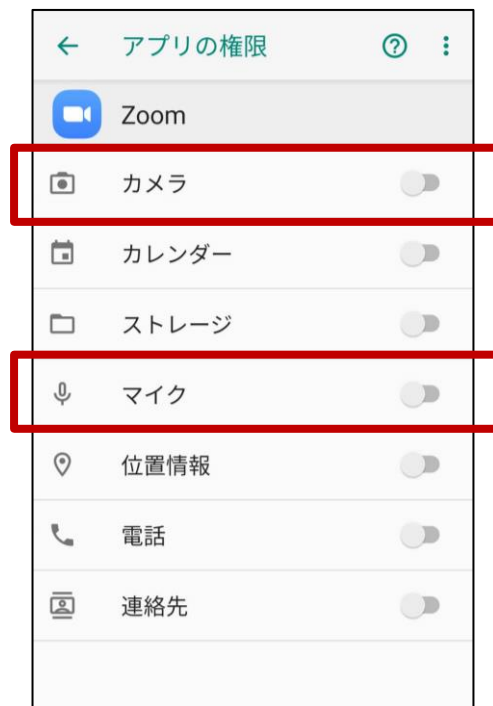 アプリの権限
Zoom
カメラ
カレンダー
ストレージ
マイク
位置情報
電話
連絡先